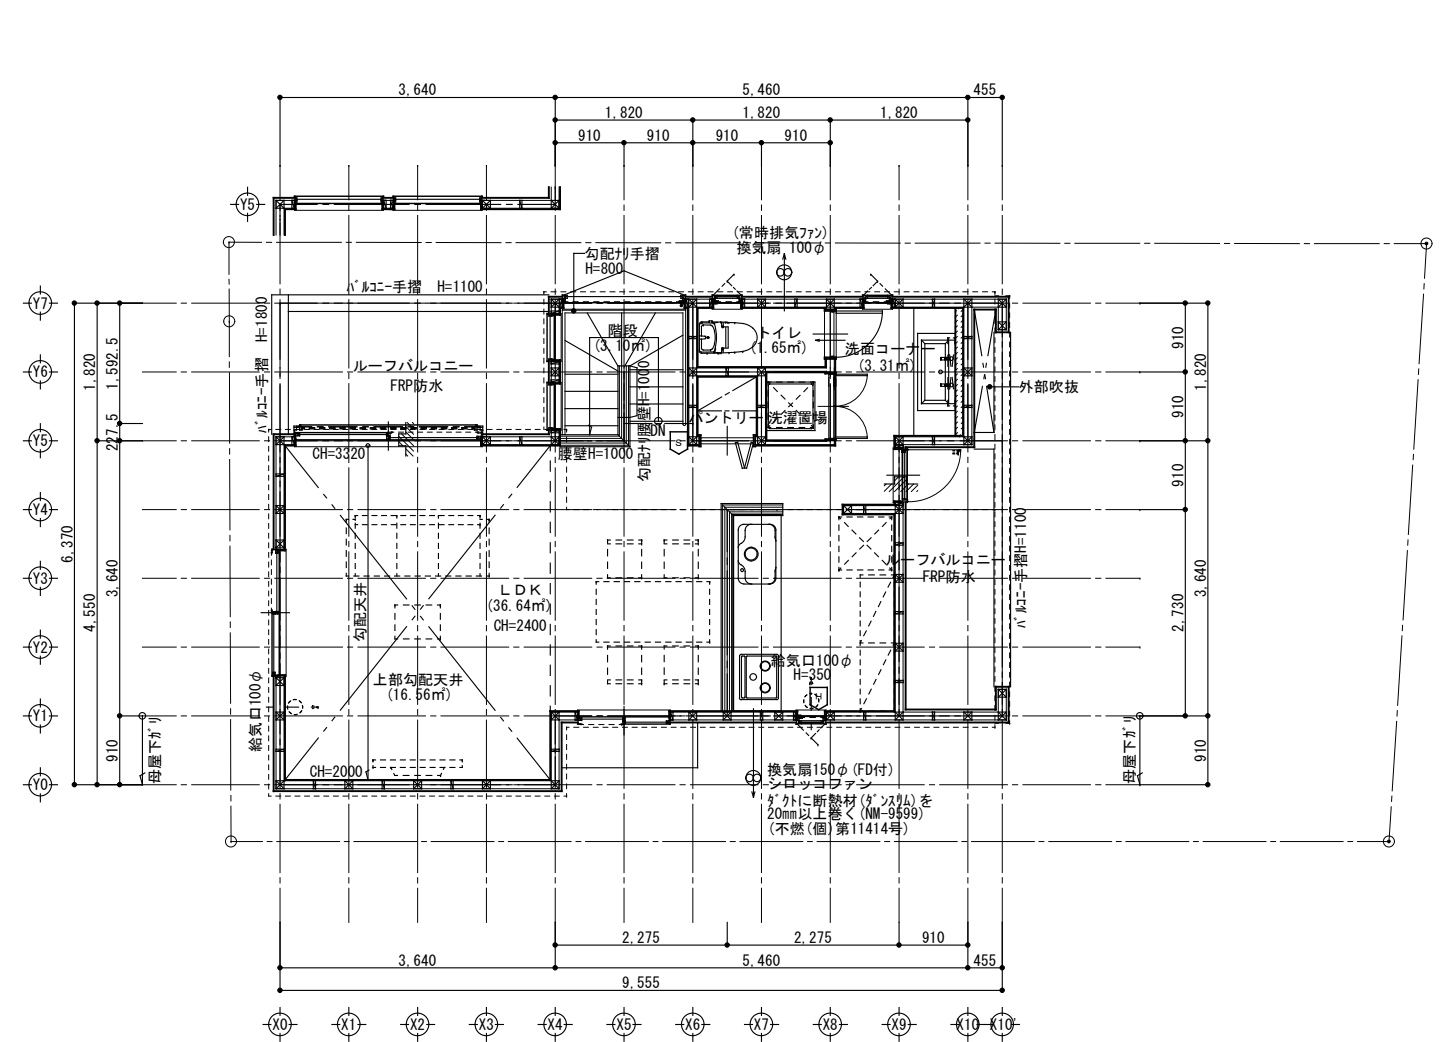 3,640
5,460
455
1,820
1,820
1,820
910
910
910
910
Y5
(常時排気ファン)
換気扇 100φ
勾配ナリ手摺
H=800
バルコニー手摺 H=1100
バルコニー手摺 H=1800
Y7
Y6
Y5
Y4
Y3
Y2
Y1
Y0
6,370
1,820
4,550
1,592.5
227.5
3,640
910
階段
(3.10㎡)
トイレ
(1.65㎡)
洗面コーナー
(3.31㎡)
ルーフバルコニー
FRP防水
外部吹抜
パントリー
洗濯置場
DN
S
腰壁H=1000
勾配ナリ腰壁H=1000
CH=3320
勾配天井
LDK
(36.64㎡)
CH=2400
上部勾配天井
(16.56㎡)
CH=2000
ルーフバルコニー
FRP防水
バルコニー手摺H=1100
給気口100φ
H=350
給気口100φ
母屋下ガリ
母屋下ガリ
換気扇150φ(FD付)
シロッコファン
ダクトに断熱材(ダンスリム)を
20mm以上巻く(NM-9599)
(不燃(個)第11414号)
910
910
910
2,730
1,820
3,640
910
2,275
2,275
910
3,640
5,460
455
9,555
X0
X1
X2
X3
X4
X5
X6
X7
X8
X9
X10
X10'